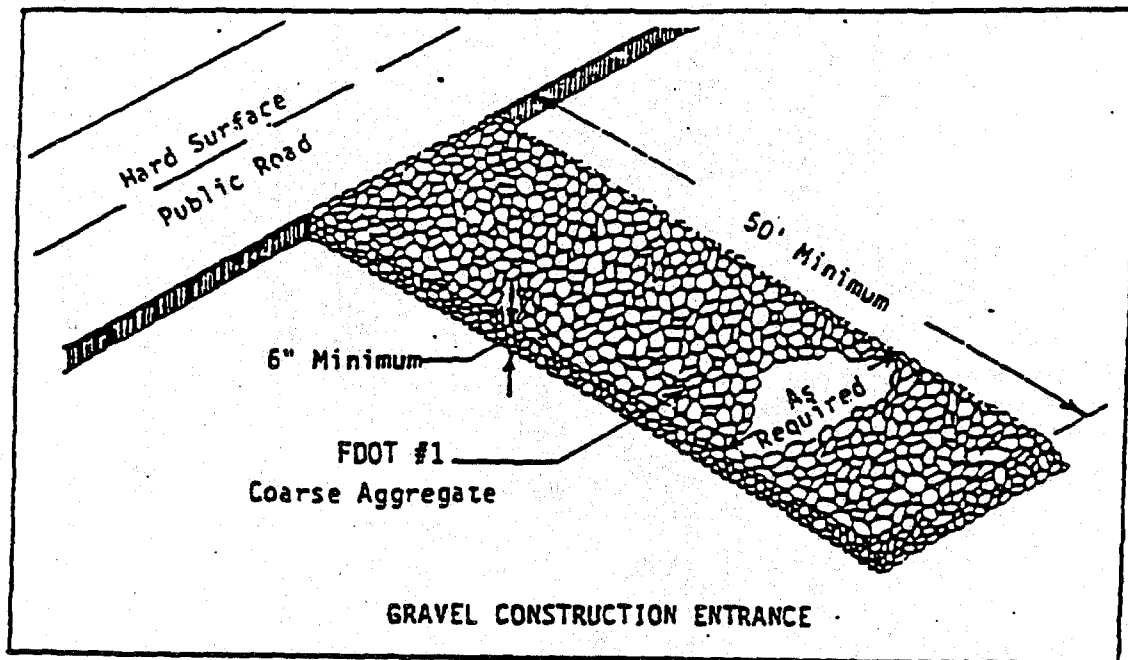 Hard Surface
Public Road
50' Minimum
6" Minimum
As
Required
FDOT #1
Coarse Aggregate
GRAVEL CONSTRUCTION ENTRANCE